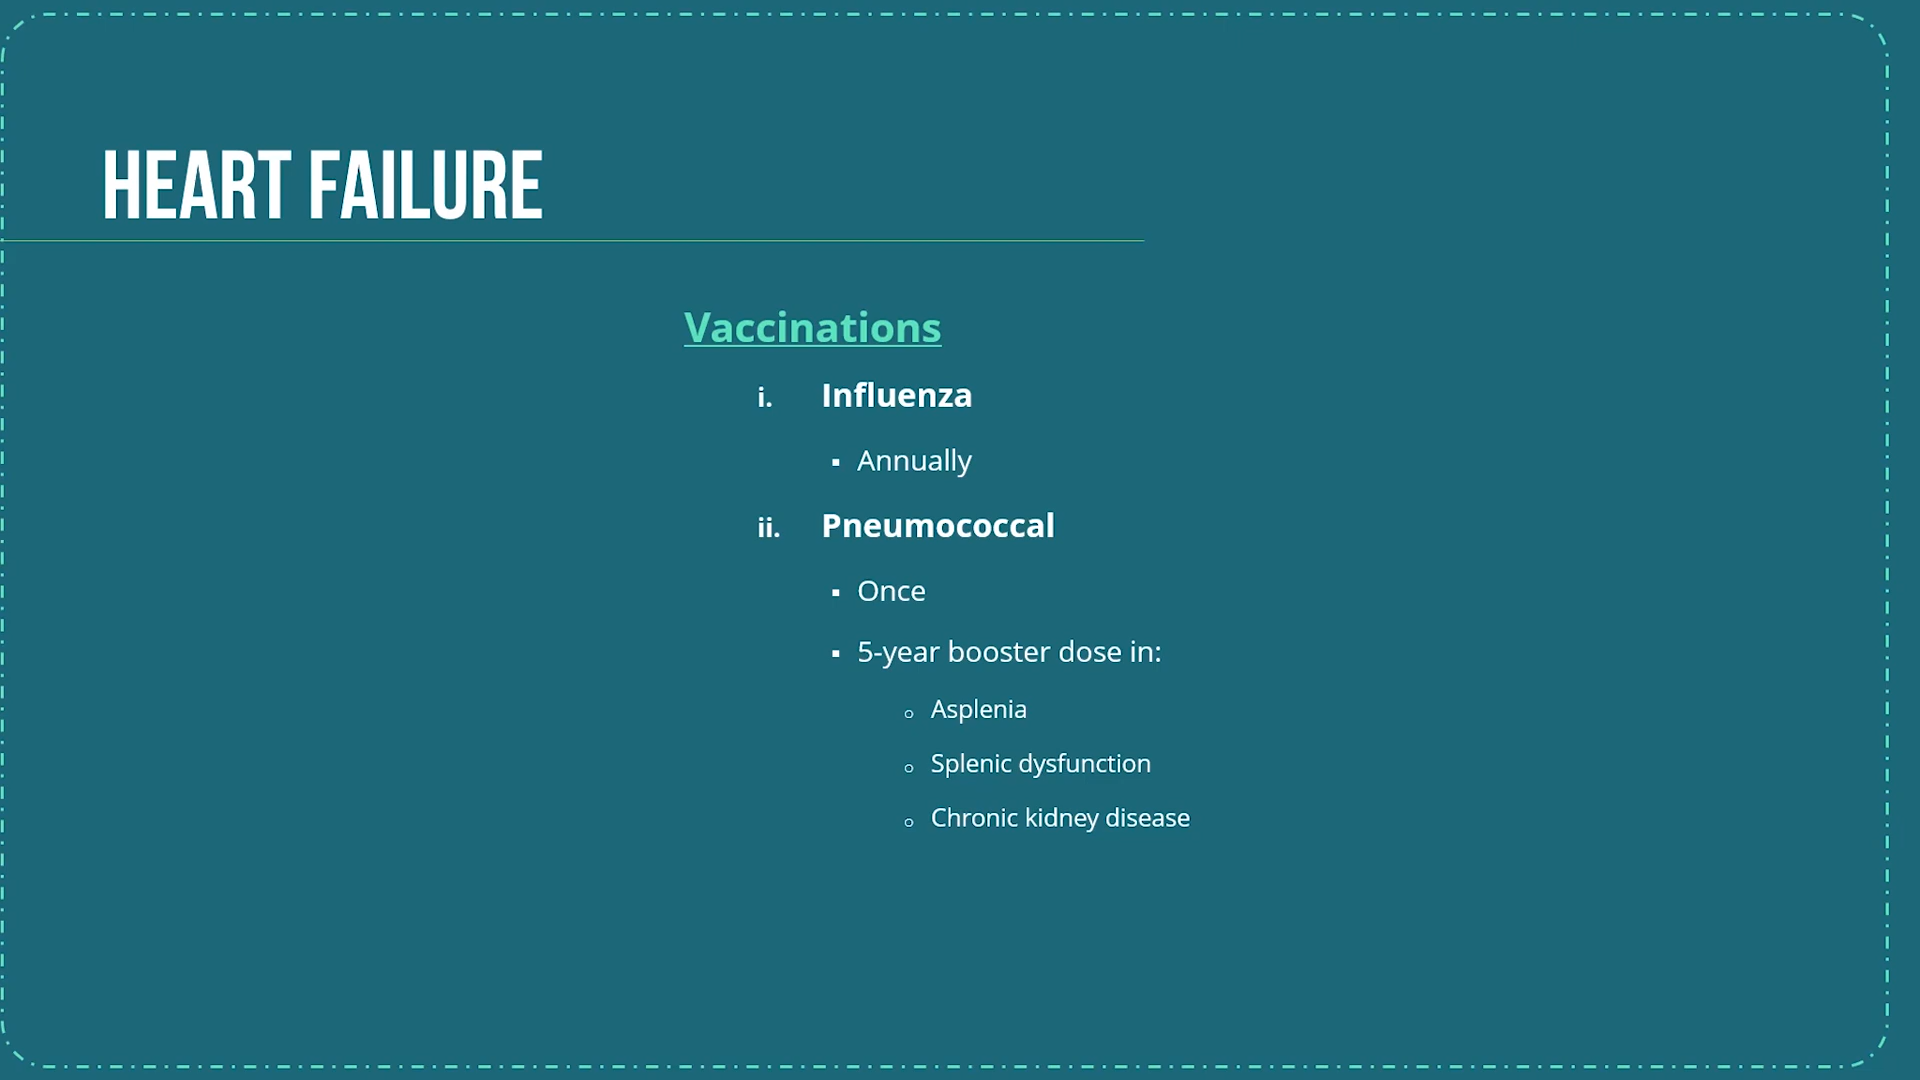 HEART FAILURE
Vaccinations
i. Influenza
▪ Annually
ii. Pneumococcal
▪ Once
▪ 5-year booster dose in:
o Asplenia
o Splenic dysfunction
o Chronic kidney disease